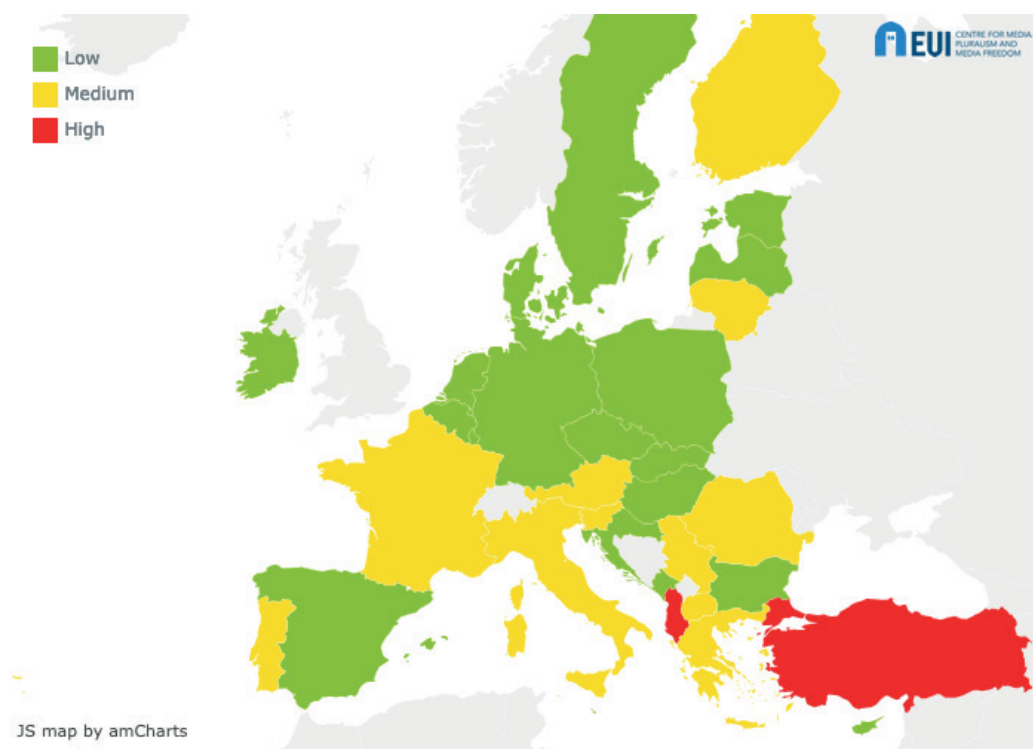 Low
Medium
High
EUI
CENTRE FOR MEDIA
PLURALISM AND
MEDIA FREEDOM
JS map by amCharts